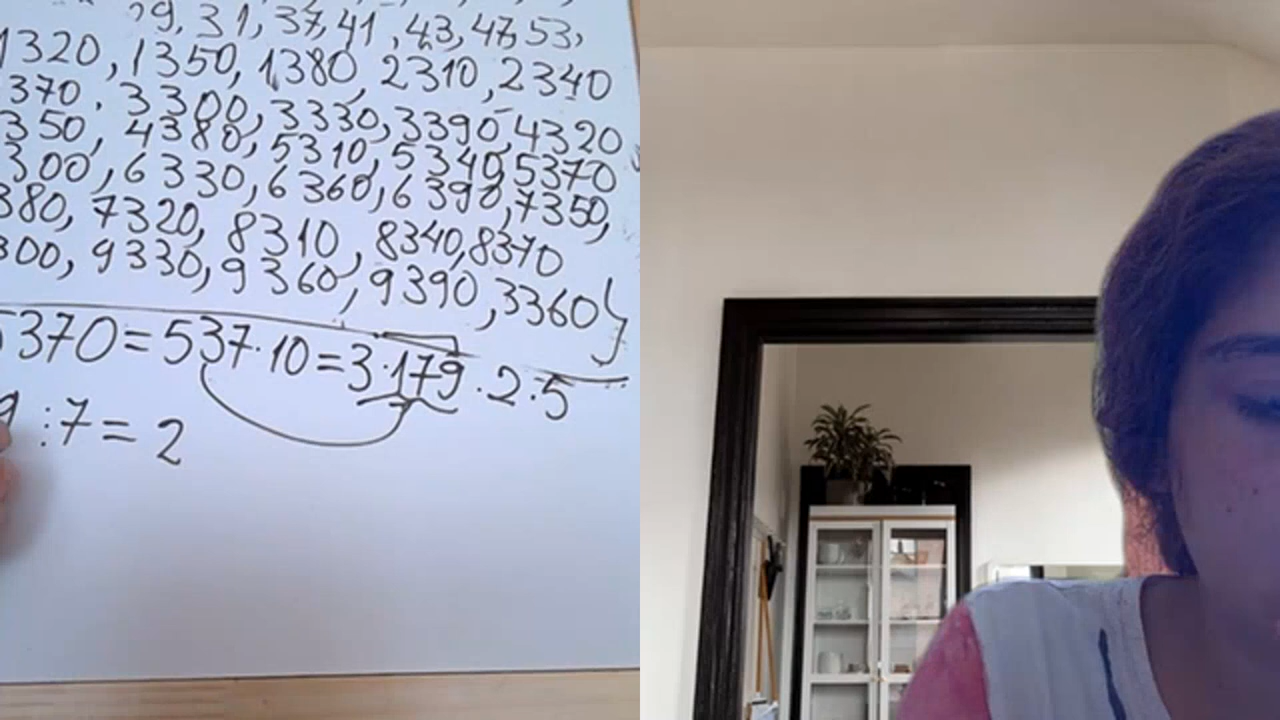 29, 31, 37, 41, 43, 47, 53,
1320, 1350, 1380, 2310, 2340
370, 3300, 3330, 3390, 4320
350, 4380, 5310, 5340, 5370
300, 6330, 6360, 6390, 7350,
380, 7320, 8310, 8340, 8370
300, 9330, 9360, 9390, 3360}
5370 = 537·10 = 3·179·2·5
9 : 7 = 2